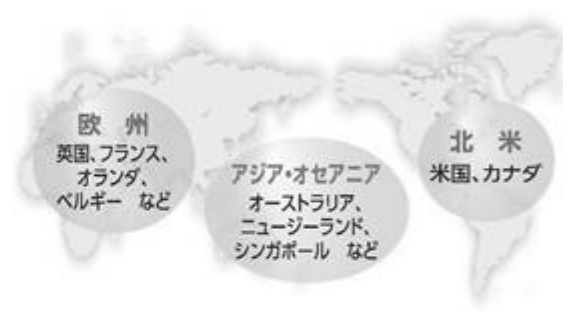 欧 州
英国、フランス、
オランダ、
ベルギー など
アジア・オセアニア
オーストラリア、
ニュージーランド、
シンガポール など
北 米
米国、カナダ